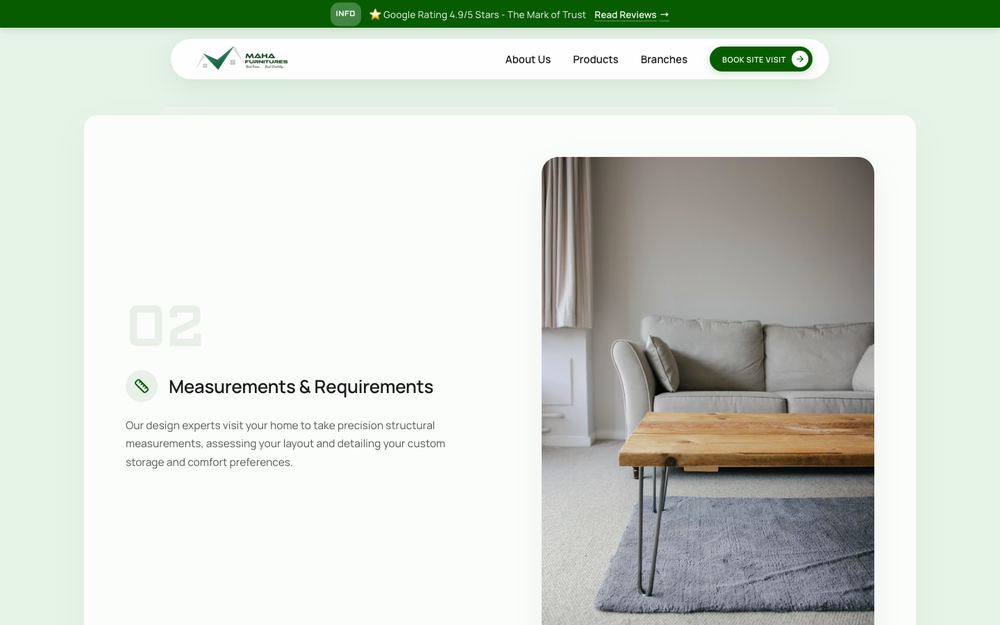 INFO ⭐ Google Rating 4.9/5 Stars - The Mark of Trust Read Reviews →
MAHA
FURNITURES
About Us Products Branches BOOK SITE VISIT →
02
Measurements & Requirements
Our design experts visit your home to take precision structural
measurements, assessing your layout and detailing your custom
storage and comfort preferences.